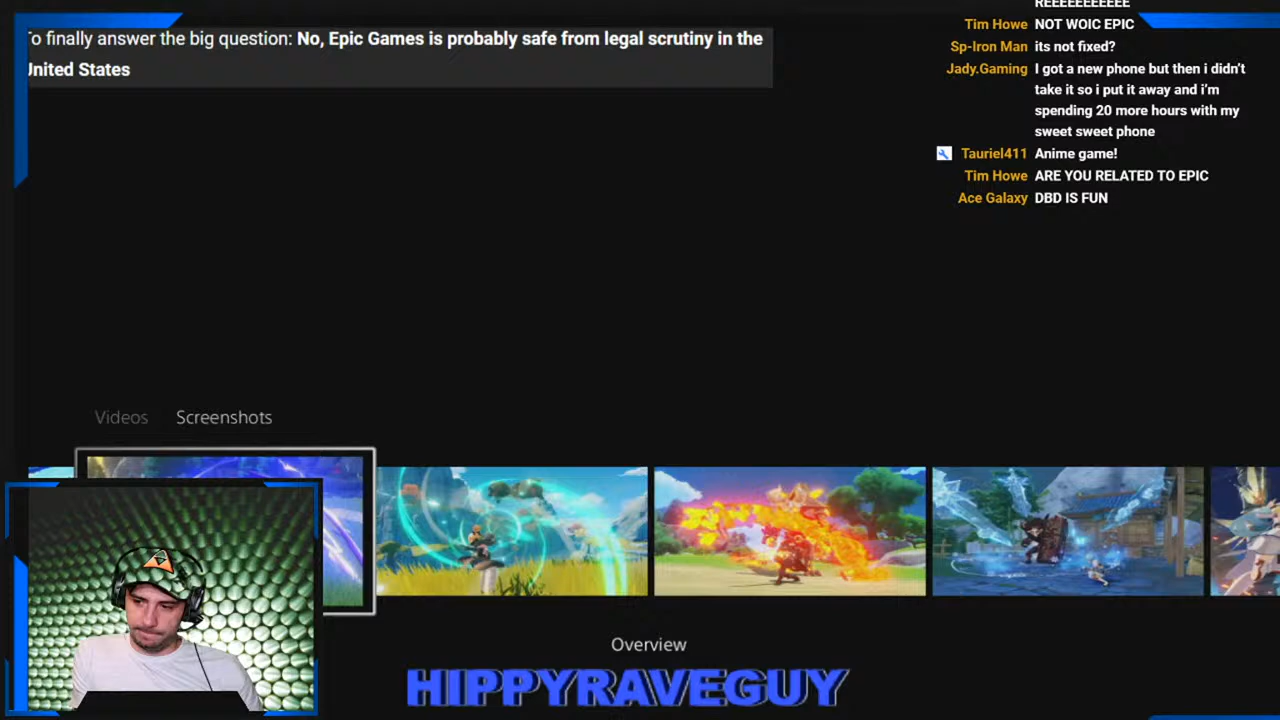 To finally answer the big question: No, Epic Games is probably safe from legal scrutiny in the
United States
REEEEEEEEEEE
Tim Howe NOT WOIC EPIC
Sp-Iron Man its not fixed?
Jady.Gaming I got a new phone but then i didn't
take it so i put it away and i'm
spending 20 more hours with my
sweet sweet phone
Tauriel411 Anime game!
Tim Howe ARE YOU RELATED TO EPIC
Ace Galaxy DBD IS FUN
Videos Screenshots
Overview
HIPPYRAVEGUY